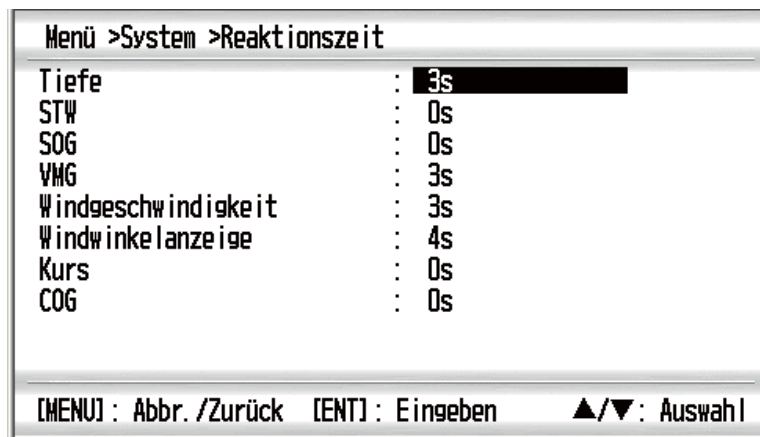 Menü >System >Reaktionszeit
Tiefe : 3s
STW : 0s
SOG : 0s
VMG : 3s
Windgeschwindigkeit : 3s
Windwinkelanzeige : 4s
Kurs : 0s
COG : 0s
[MENU]: Abbr./Zurück [ENT]: Eingeben ▲/▼: Auswahl